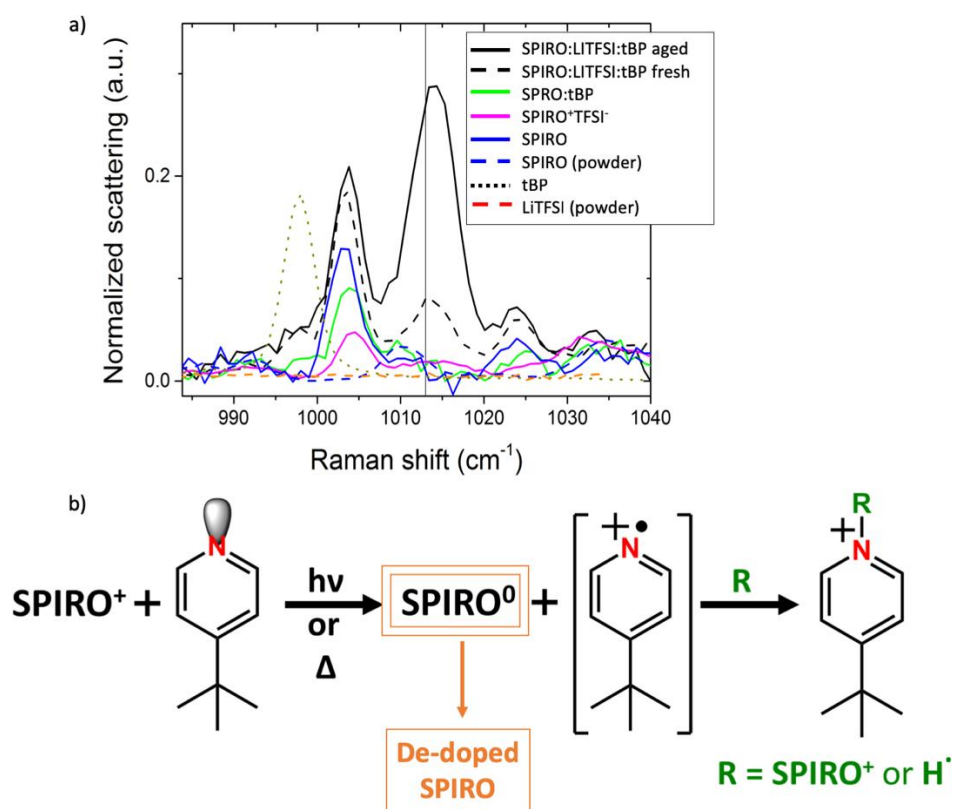 a)
Normalized scattering (a.u.)
0.2
0.0
SPIRO:LITFSI:tBP aged
SPIRO:LITFSI:tBP fresh
SPRO:tBP
SPIRO⁺TFSI⁻
SPIRO
SPIRO (powder)
tBP
LiTFSI (powder)
990 1000 1010 1020 1030 1040
Raman shift (cm⁻¹)
b)
SPIRO⁺ + N
hν
or
Δ
SPIRO⁰ + N +•
R
R
N +
De-doped
SPIRO
R = SPIRO⁺ or H•